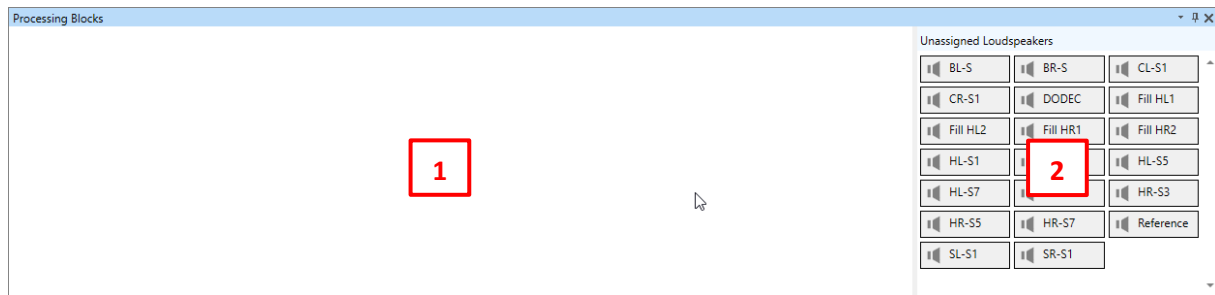 Processing Blocks
Unassigned Loudspeakers
BL-S BR-S CL-S1
CR-S1 DODEC Fill HL1
Fill HL2 Fill HR1 Fill HR2
1
HL-S1 2 HL-S5
HL-S7 HR-S3
HR-S5 HR-S7 Reference
SL-S1 SR-S1